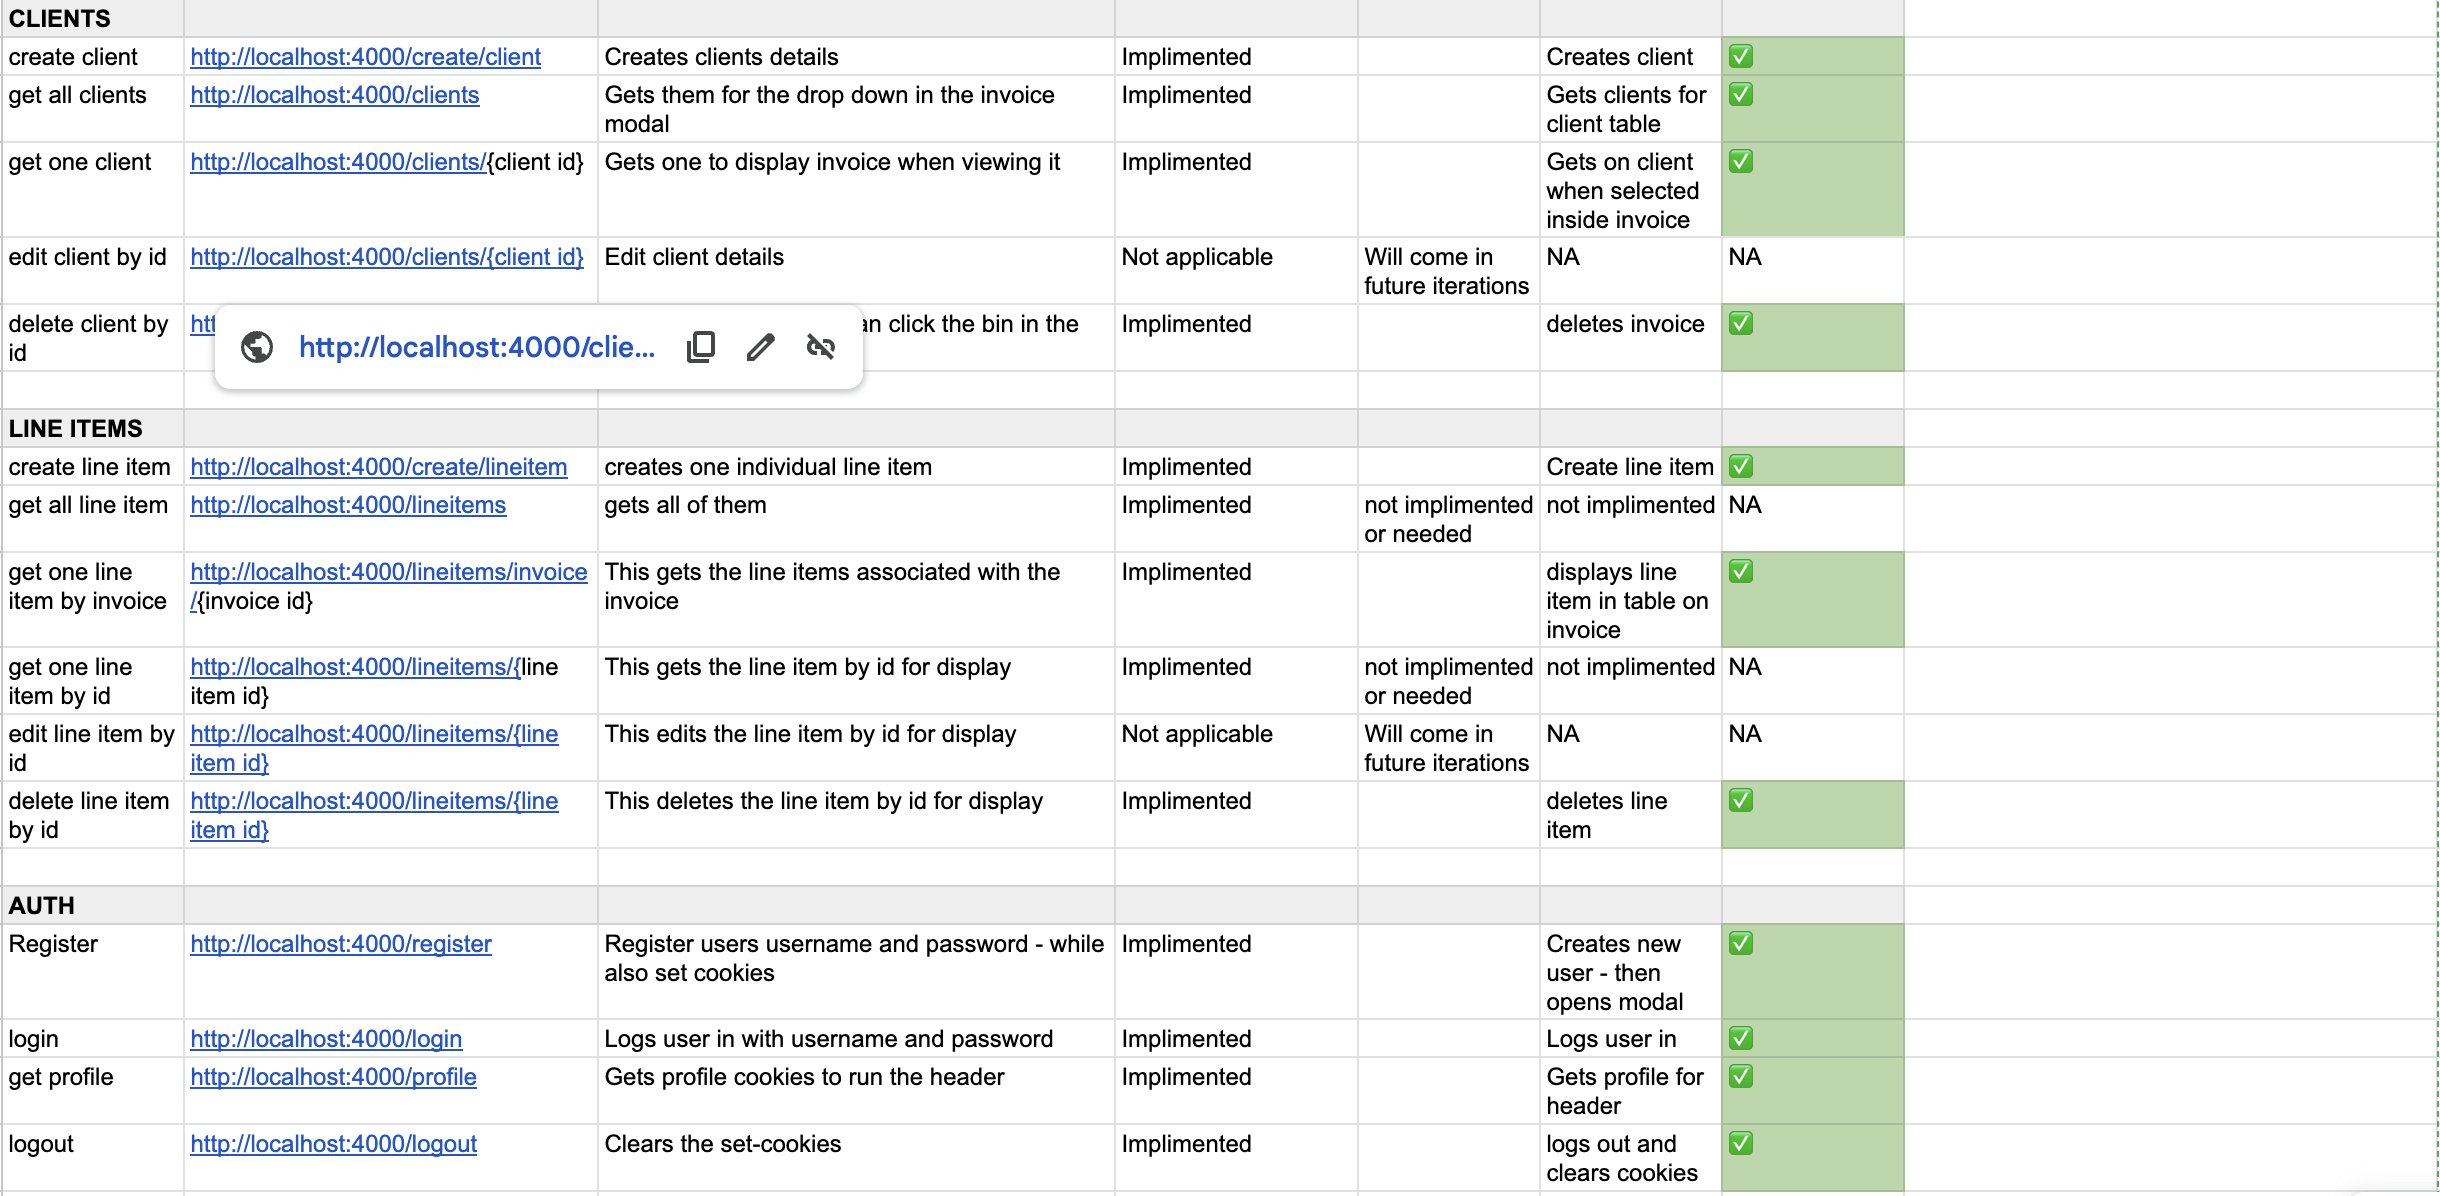 CLIENTS
create client http://localhost:4000/create/client Creates clients details Implimented Creates client ✅
get all clients http://localhost:4000/clients Gets them for the drop down in the invoice Implimented Gets clients for ✅
modal client table
get one client http://localhost:4000/clients/{client id} Gets one to display invoice when viewing it Implimented Gets on client ✅
when selected
inside invoice
edit client by id http://localhost:4000/clients/{client id} Edit client details Not applicable Will come in NA NA
future iterations
delete client by click the bin in the Implimented deletes invoice ✅
id
http://localhost:4000/clie...
LINE ITEMS
create line item http://localhost:4000/create/lineitem creates one individual line item Implimented Create line item ✅
get all line item http://localhost:4000/lineitems gets all of them Implimented not implimented not implimented NA
or needed
get one line http://localhost:4000/lineitems/invoice This gets the line items associated with the Implimented displays line ✅
item by invoice /{invoice id} invoice item in table on
invoice
get one line http://localhost:4000/lineitems/{line This gets the line item by id for display Implimented not implimented not implimented NA
item by id item id} or needed
edit line item by http://localhost:4000/lineitems/{line This edits the line item by id for display Not applicable Will come in NA NA
id item id} future iterations
delete line item http://localhost:4000/lineitems/{line This deletes the line item by id for display Implimented deletes line ✅
by id item id} item
AUTH
Register http://localhost:4000/register Register users username and password - while Implimented Creates new ✅
also set cookies user - then
opens modal
login http://localhost:4000/login Logs user in with username and password Implimented Logs user in ✅
get profile http://localhost:4000/profile Gets profile cookies to run the header Implimented Gets profile for ✅
header
logout http://localhost:4000/logout Clears the set-cookies Implimented logs out and ✅
clears cookies